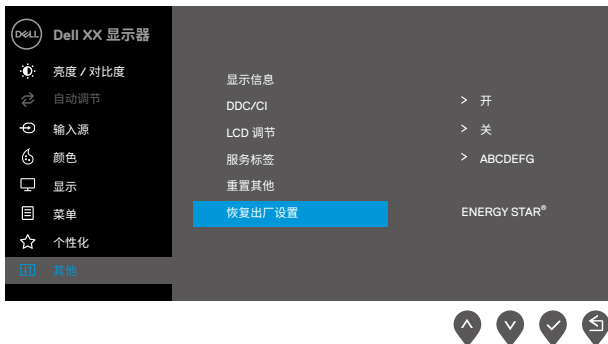 DELL Dell XX 显示器
亮度 / 对比度
自动调节
输入源
颜色
显示
菜单
个性化
其他
显示信息
DDC/CI > 开
LCD 调节 > 关
服务标签 > ABCDEFG
重置其他
恢复出厂设置 ENERGY STAR®